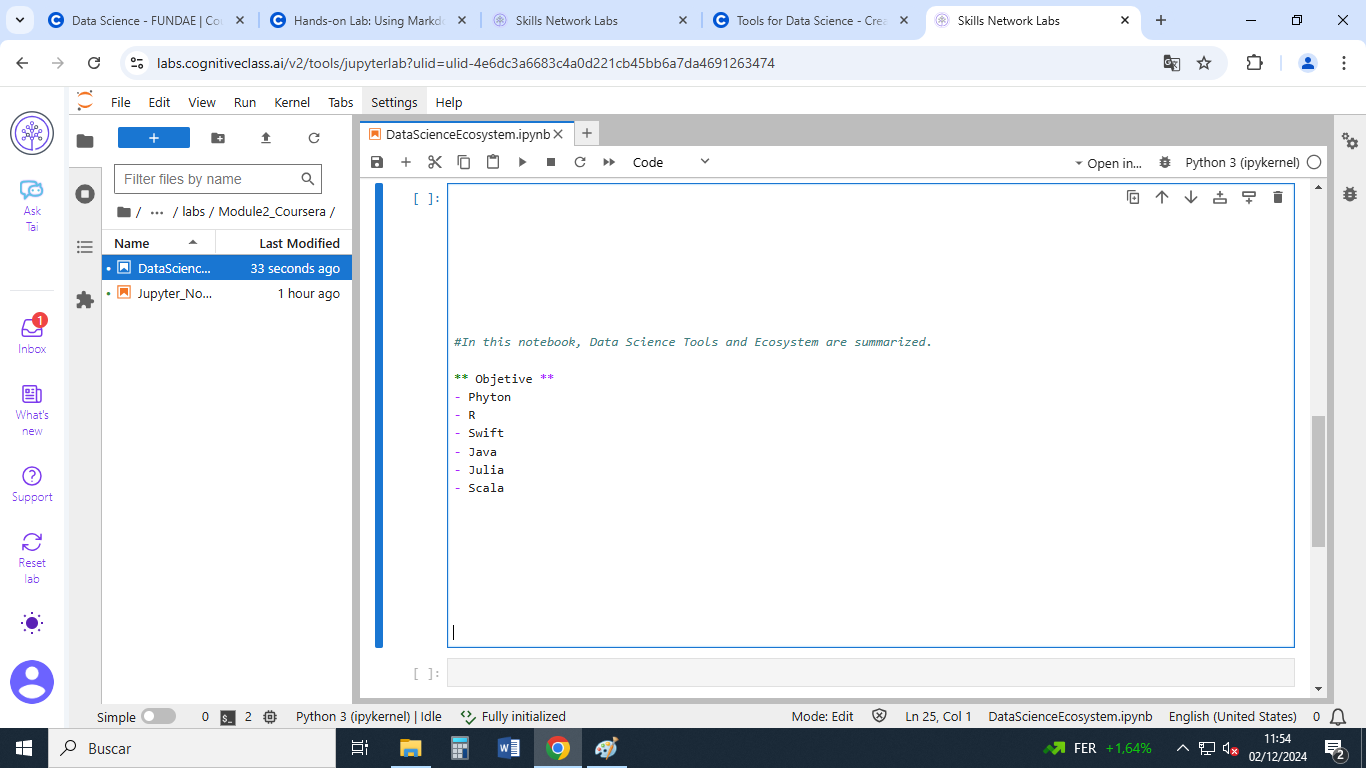 Data Science - FUNDAE | Cou
Hands-on Lab: Using Markd
Skills Network Labs
Tools for Data Science - Crea
Skills Network Labs
labs.cognitiveclass.ai/v2/tools/jupyterlab?ulid=ulid-4e6dc3a6683c4a0d221cb45bb6a7da4691263474
File Edit View Run Kernel Tabs Settings Help
Ask
Tai
Inbox
1
What's
new
Support
Reset
lab
+
Filter files by name
/ ··· / labs / Module2_Coursera /
Name Last Modified
DataScienc... 33 seconds ago
Jupyter_No... 1 hour ago
DataScienceEcosystem.ipynb
Code
Open in...
Python 3 (ipykernel)
[ ]:
#In this notebook, Data Science Tools and Ecosystem are summarized.
** Objetive **
- Phyton
- R
- Swift
- Java
- Julia
- Scala
[ ]:
Simple 0 2 Python 3 (ipykernel) | Idle Fully initialized Mode: Edit Ln 25, Col 1 DataScienceEcosystem.ipynb English (United States) 0
Buscar
FER +1,64%
11:54
02/12/2024
2